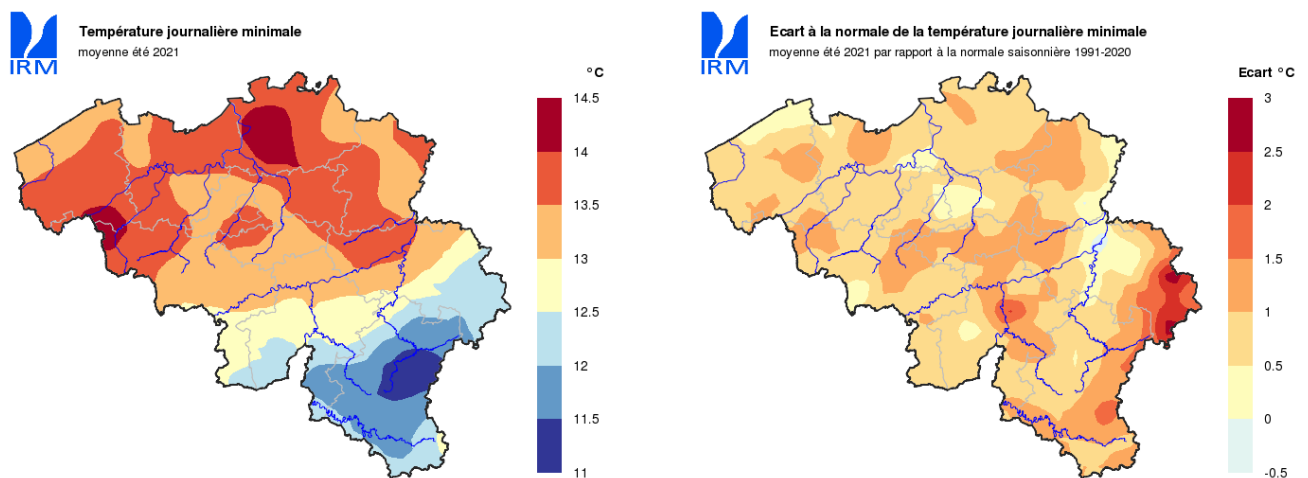 Température journalière minimale
moyenne été 2021
IRM
°C
14.5
14
13.5
13
12.5
12
11.5
11
Ecart à la normale de la température journalière minimale
moyenne été 2021 par rapport à la normale saisonnière 1991-2020
IRM
Ecart °C
3
2.5
2
1.5
1
0.5
0
-0.5